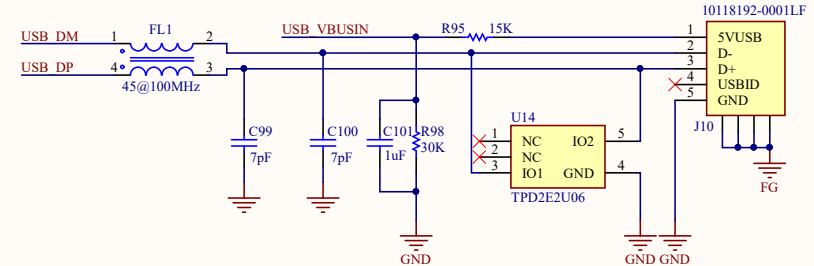 10118192-0001LF
FL1
USB_DM
1
2
USB_VBUSIN
R95
15K
1
5VUSB
2
D-
USB_DP
4
3
3
D+
45@100MHz
4
USBID
5
GND
J10
C99
7pF
C100
7pF
C101
1uF
R98
30K
U14
1
NC
IO2
5
2
NC
3
IO1
GND
4
TPD2E2U06
FG
GND
GND
GND